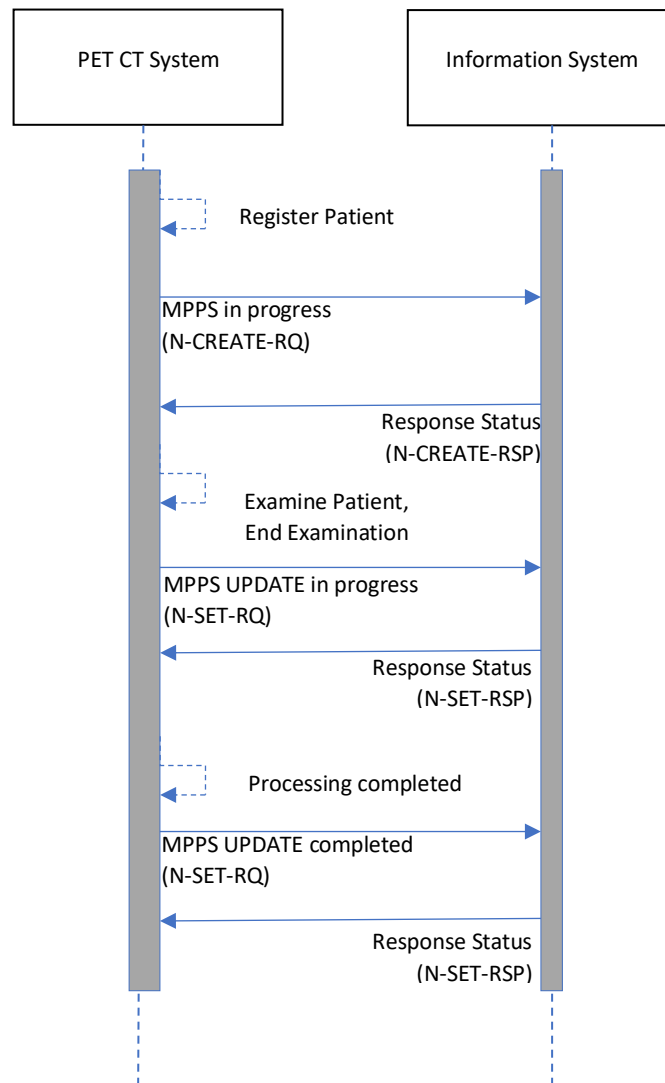 PET CT System
Information System
Register Patient
MPPS in progress
(N-CREATE-RQ)
Response Status
(N-CREATE-RSP)
Examine Patient,
End Examination
MPPS UPDATE in progress
(N-SET-RQ)
Response Status
(N-SET-RSP)
Processing completed
MPPS UPDATE completed
(N-SET-RQ)
Response Status
(N-SET-RSP)